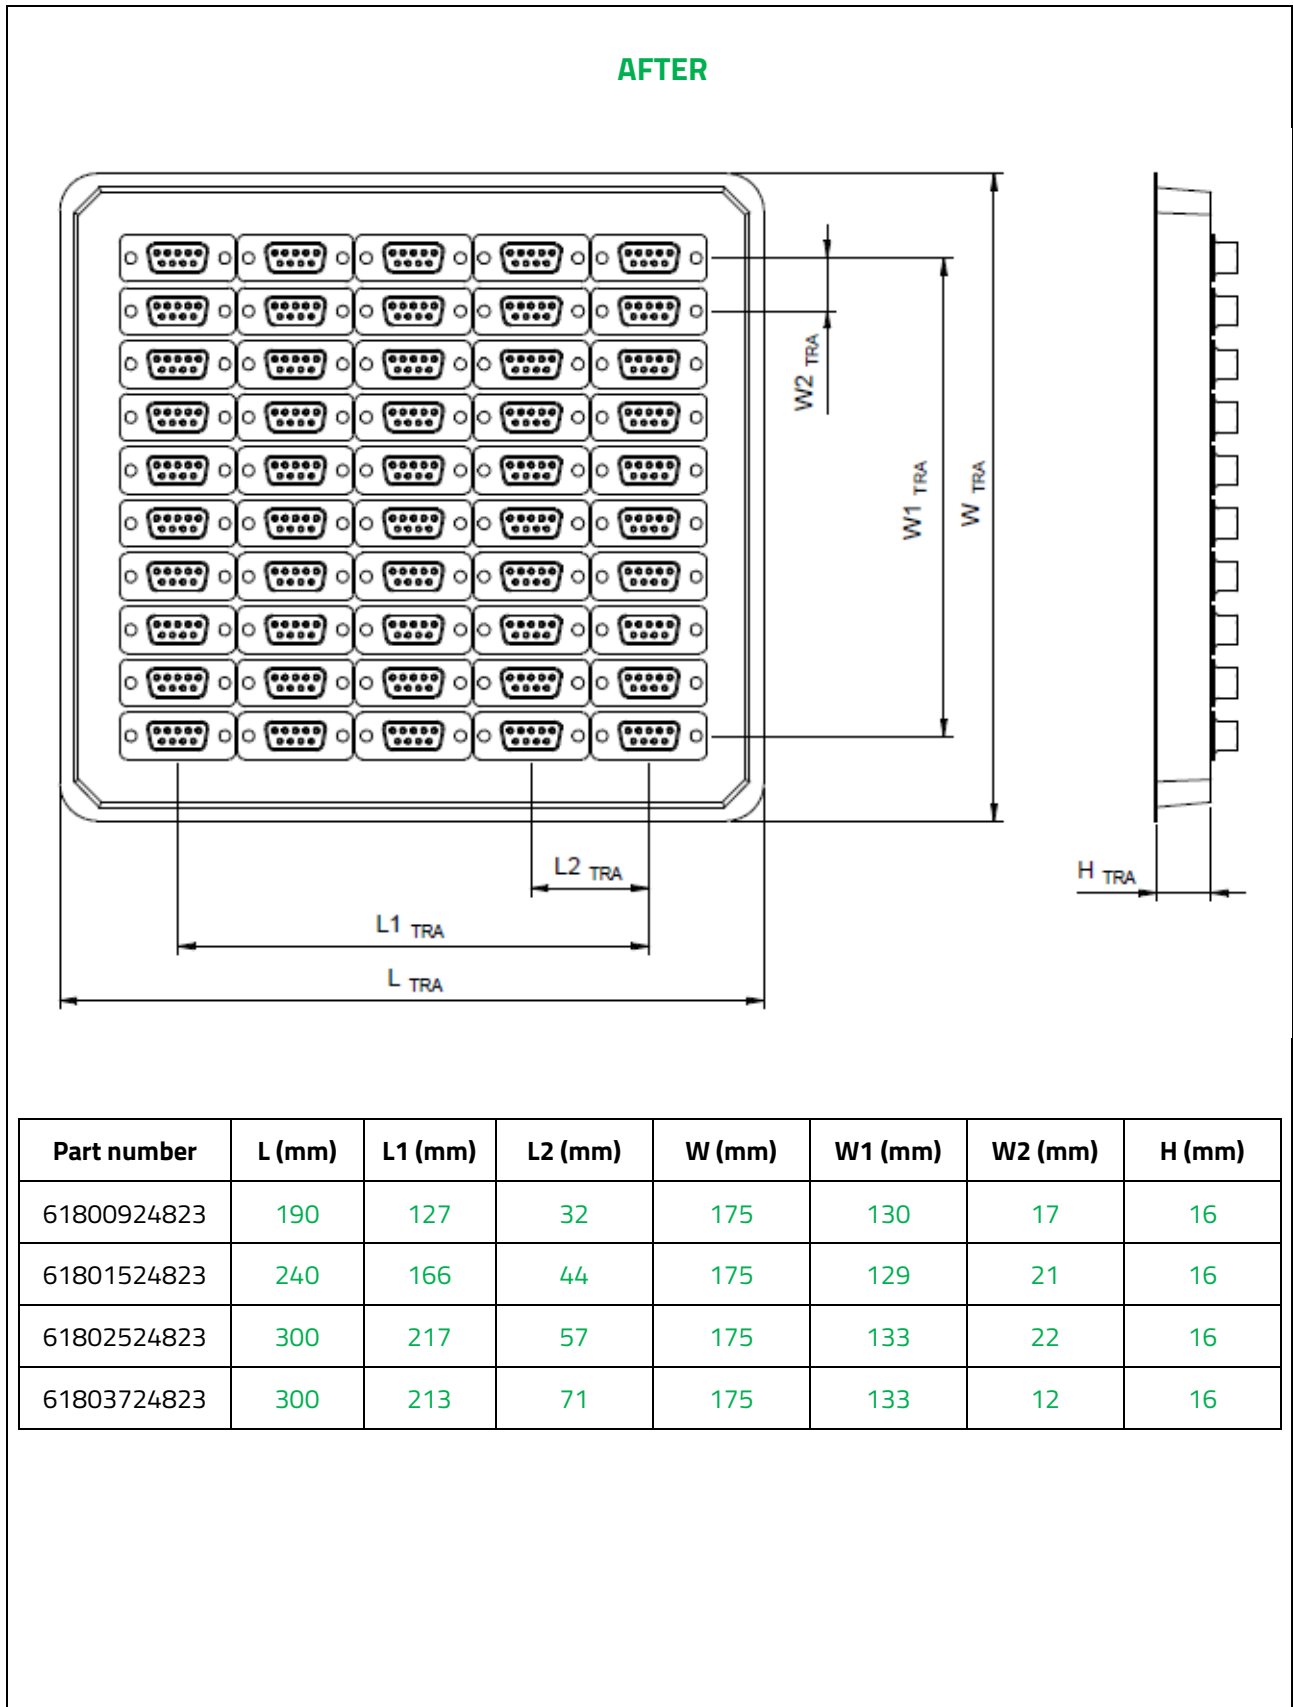 AFTER
W2 TRA
W1 TRA
W TRA
L2 TRA
H TRA
L1 TRA
L TRA
Part number L (mm) L1 (mm) L2 (mm) W (mm) W1 (mm) W2 (mm) H (mm)
61800924823 190 127 32 175 130 17 16
61801524823 240 166 44 175 129 21 16
61802524823 300 217 57 175 133 22 16
61803724823 300 213 71 175 133 12 16